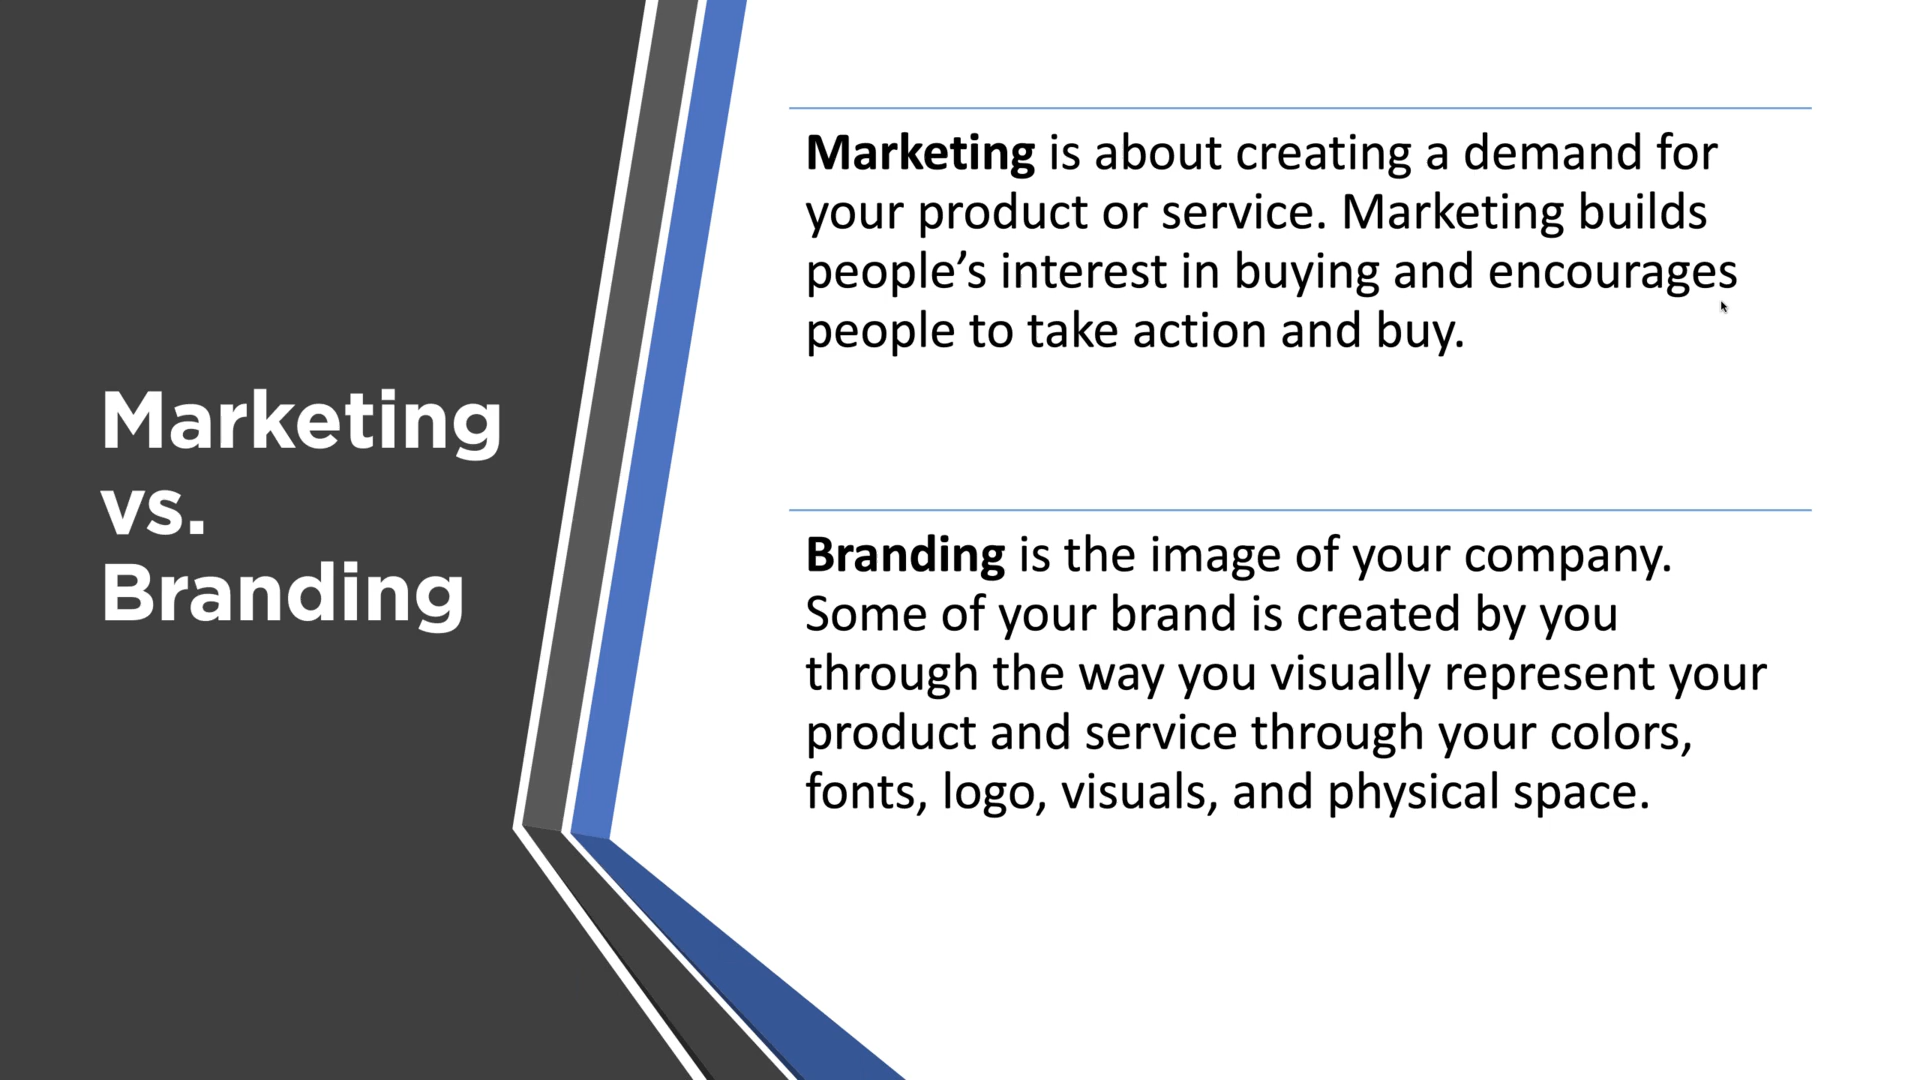 Marketing
vs.
Branding
Marketing is about creating a demand for
your product or service. Marketing builds
people’s interest in buying and encourages
people to take action and buy.
Branding is the image of your company.
Some of your brand is created by you
through the way you visually represent your
product and service through your colors,
fonts, logo, visuals, and physical space.